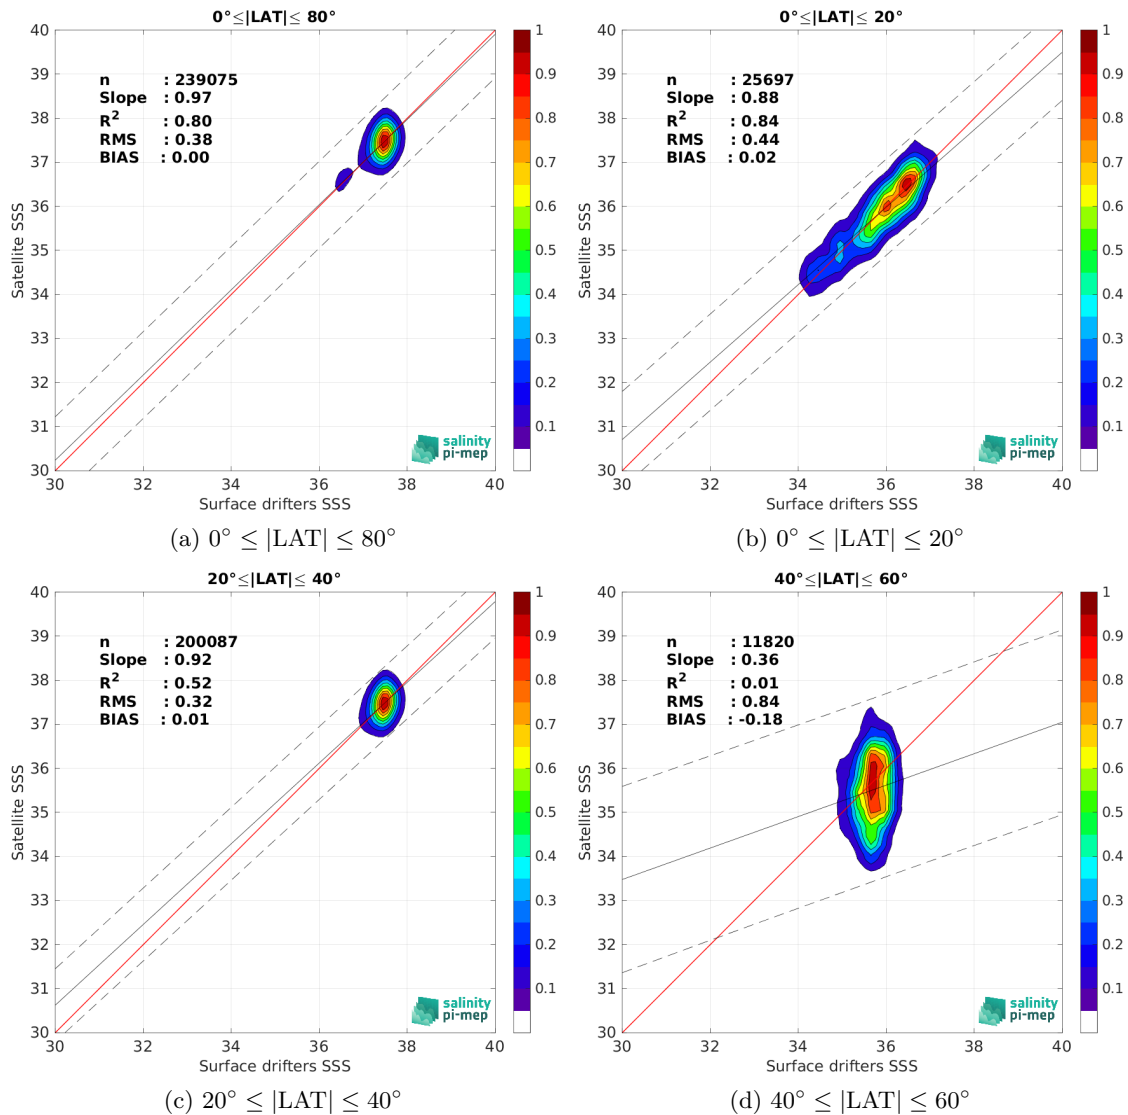 0°≤|LAT|≤ 80°
40
39
38
37
36
35
34
33
32
31
30
30
32
34
36
38
40
Satellite SSS
Surface drifters SSS
n : 239075
Slope : 0.97
R² : 0.80
RMS : 0.38
BIAS : 0.00
1
0.9
0.8
0.7
0.6
0.5
0.4
0.3
0.2
0.1
salinity
pi-mep
(a) 0° ≤ |LAT| ≤ 80°
0°≤|LAT|≤ 20°
40
39
38
37
36
35
34
33
32
31
30
30
32
34
36
38
40
Satellite SSS
Surface drifters SSS
n : 25697
Slope : 0.88
R² : 0.84
RMS : 0.44
BIAS : 0.02
1
0.9
0.8
0.7
0.6
0.5
0.4
0.3
0.2
0.1
salinity
pi-mep
(b) 0° ≤ |LAT| ≤ 20°
20°≤|LAT|≤ 40°
40
39
38
37
36
35
34
33
32
31
30
30
32
34
36
38
40
Satellite SSS
Surface drifters SSS
n : 200087
Slope : 0.92
R² : 0.52
RMS : 0.32
BIAS : 0.01
1
0.9
0.8
0.7
0.6
0.5
0.4
0.3
0.2
0.1
salinity
pi-mep
(c) 20° ≤ |LAT| ≤ 40°
40°≤|LAT|≤ 60°
40
39
38
37
36
35
34
33
32
31
30
30
32
34
36
38
40
Satellite SSS
Surface drifters SSS
n : 11820
Slope : 0.36
R² : 0.01
RMS : 0.84
BIAS : -0.18
1
0.9
0.8
0.7
0.6
0.5
0.4
0.3
0.2
0.1
salinity
pi-mep
(d) 40° ≤ |LAT| ≤ 60°